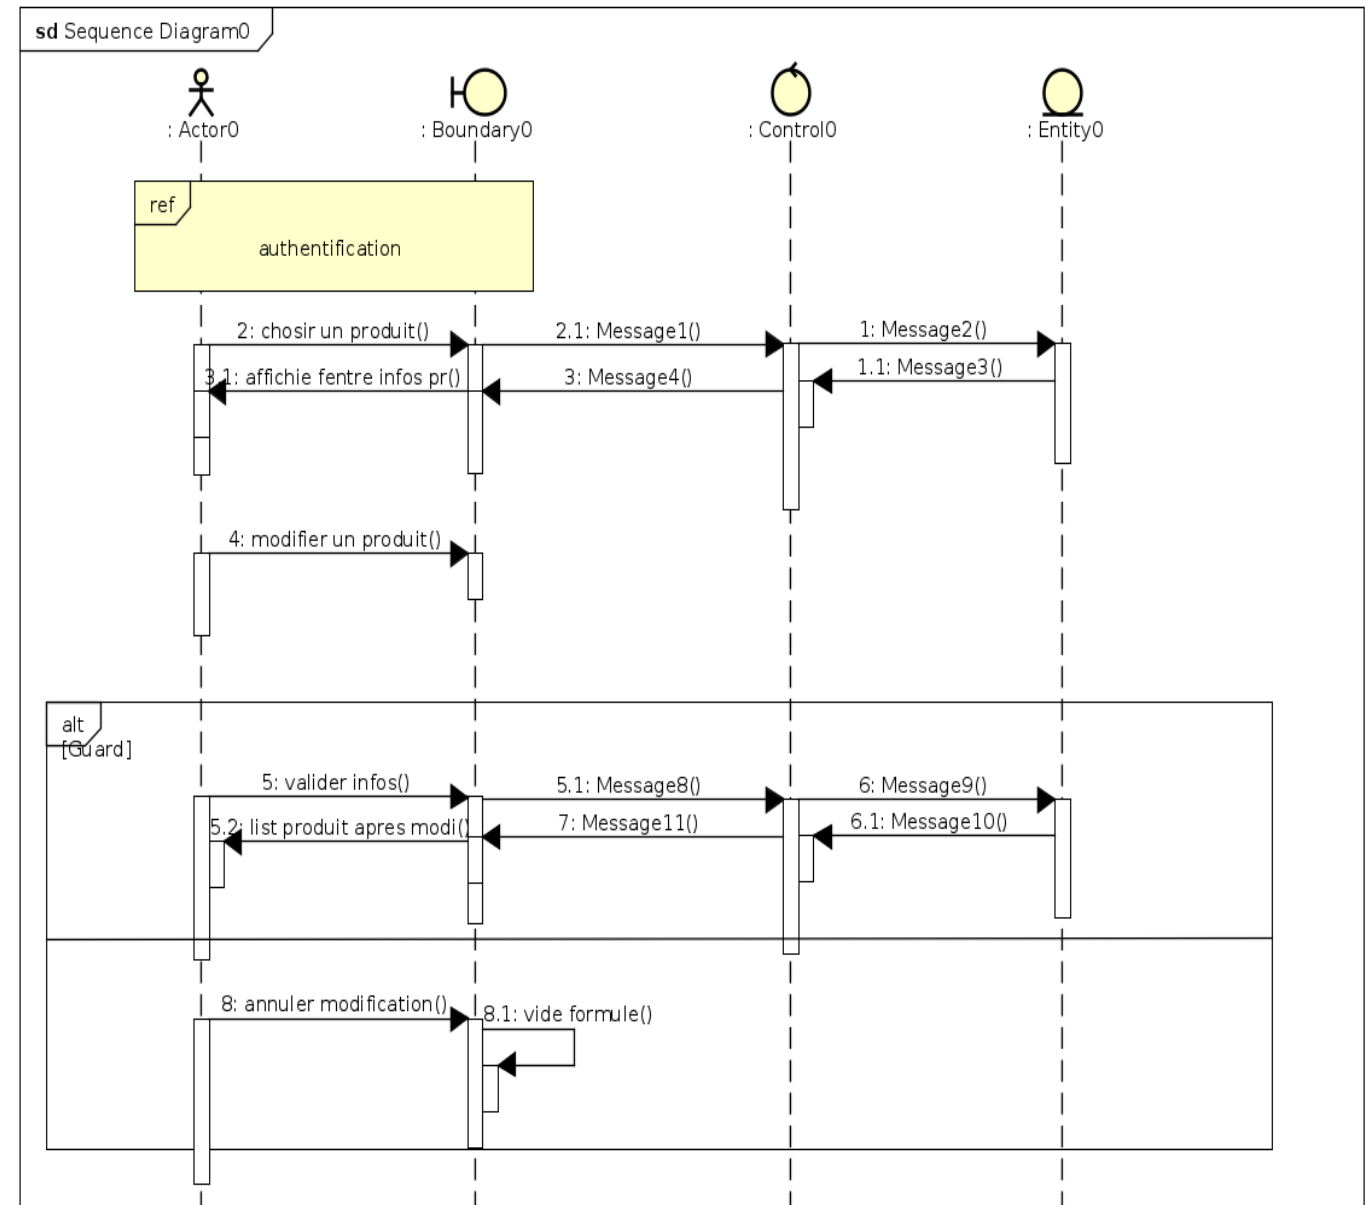 sd Sequence Diagram0
: Actor0
: Boundary0
: Control0
: Entity0
ref
authentification
2: chosir un produit()
2.1: Message1()
1: Message2()
3.1: affichie fentre infos pr()
3: Message4()
1.1: Message3()
4: modifier un produit()
alt
[Guard]
5: valider infos()
5.1: Message8()
6: Message9()
5.2: list produit apres modi()
7: Message11()
6.1: Message10()
8: annuler modification()
8.1: vide formule()